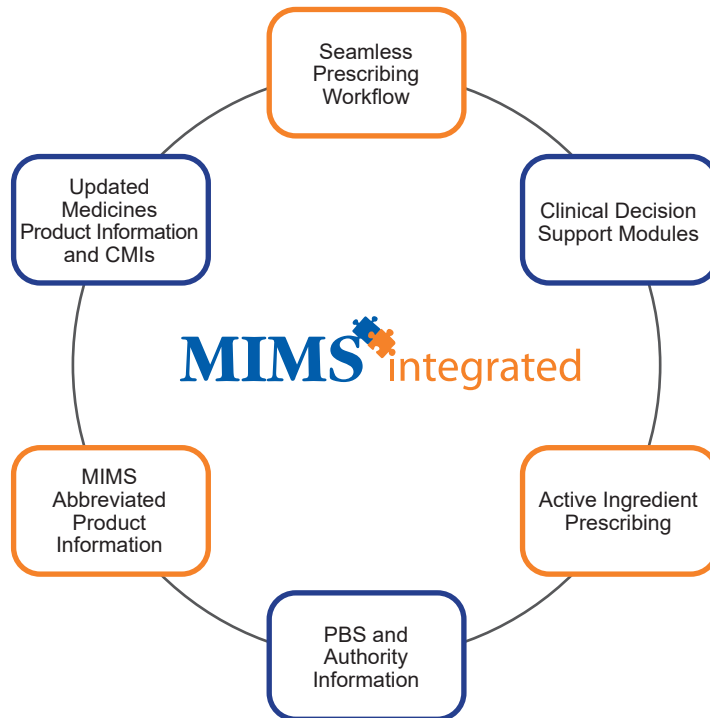 Seamless
Prescribing
Workflow
Updated
Medicines
Product Information
and CMIs
Clinical Decision
Support Modules
MIMS integrated
MIMS
Abbreviated
Product
Information
Active Ingredient
Prescribing
PBS and
Authority
Information